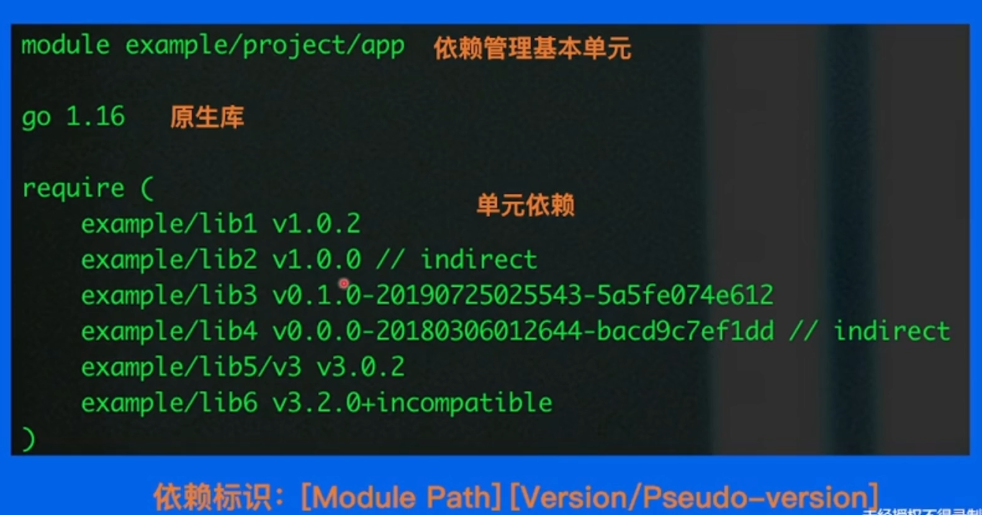 module example/project/app 依赖管理基本单元
go 1.16 原生库
require (
单元依赖
example/lib1 v1.0.2
example/lib2 v1.0.0 // indirect
example/lib3 v0.1.0-20190725025543-5a5fe074e612
example/lib4 v0.0.0-20180306012644-bacd9c7ef1dd // indirect
example/lib5/v3 v3.0.2
example/lib6 v3.2.0+incompatible
)
依赖标识：[Module Path][Version/Pseudo-version]